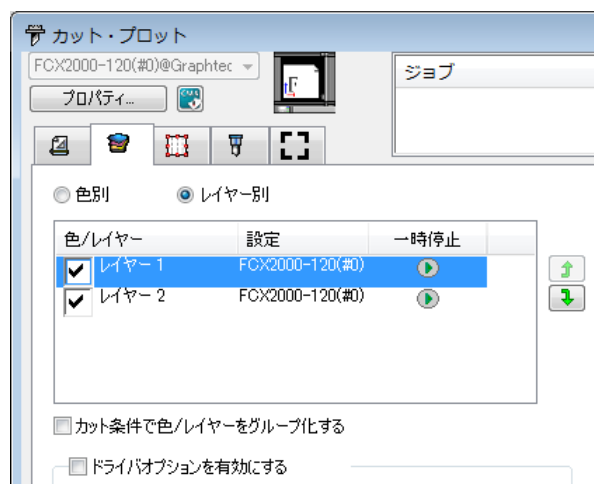 カット・プロット
FCX2000-120(#0)@Graphtec
ジョブ
プロパティ...
色別 レイヤー別
色/レイヤー 設定 一時停止
レイヤー 1 FCX2000-120(#0)
レイヤー 2 FCX2000-120(#0)
カット条件で色/レイヤーをグループ化する
ドライバオプションを有効にする